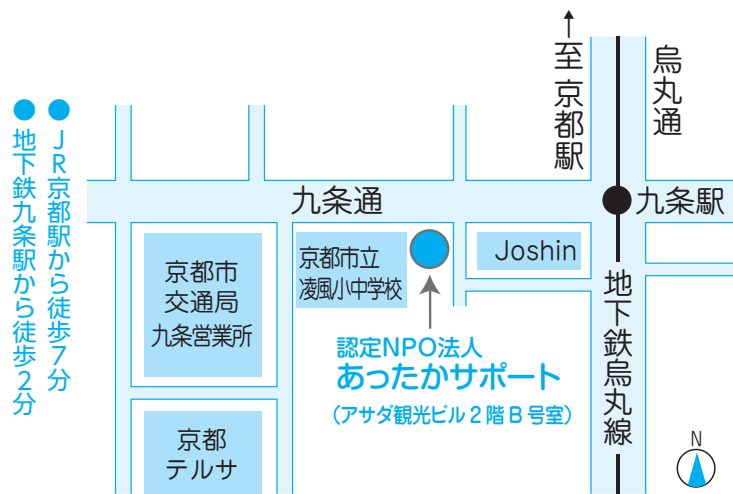 ●JR京都駅から徒歩7分
●地下鉄九条駅から徒歩2分
↑
至 京都駅
烏丸通
九条通
九条駅
京都市
交通局
九条営業所
京都市立
凌風小中学校
Joshin
認定NPO法人
あったかサポート
（アサダ観光ビル2階B号室）
地下鉄烏丸線
京都
テルサ
N